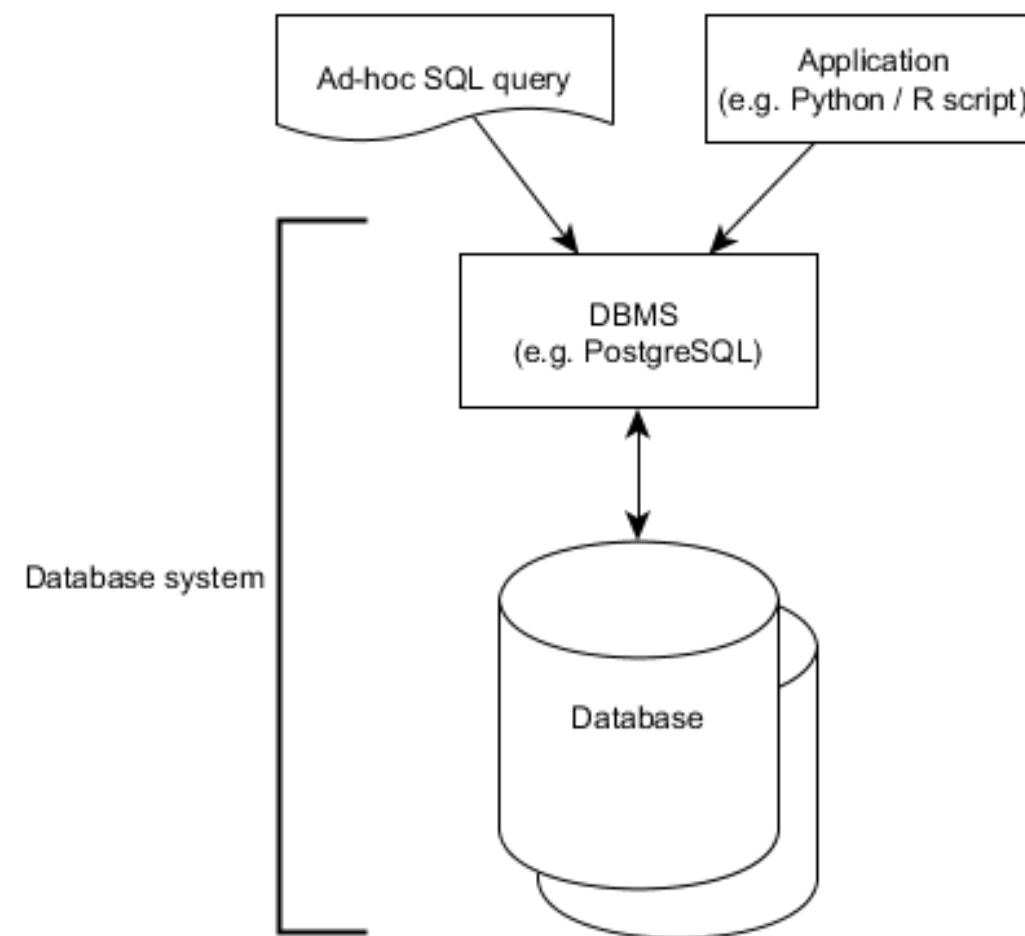 Ad-hoc SQL query
Application
(e.g. Python / R script)
DBMS
(e.g. PostgreSQL)
Database system
Database